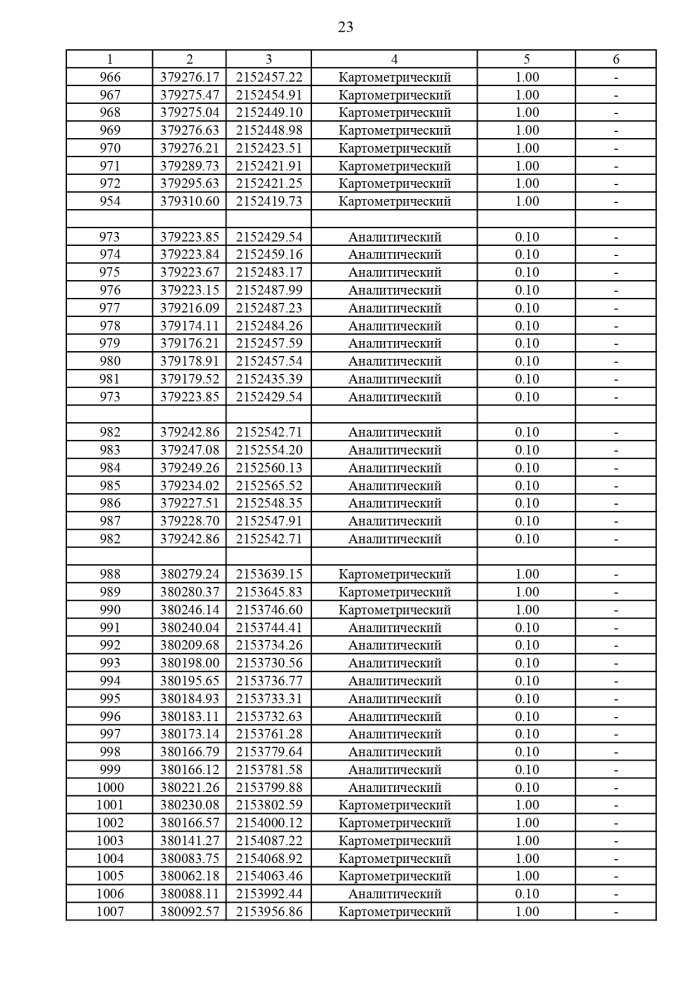 23
1 2 3 4 5 6
966 379276.17 2152457.22 Картометрический 1.00 -
967 379275.47 2152454.91 Картометрический 1.00 -
968 379275.04 2152449.10 Картометрический 1.00 -
969 379276.63 2152448.98 Картометрический 1.00 -
970 379276.21 2152423.51 Картометрический 1.00 -
971 379289.73 2152421.91 Картометрический 1.00 -
972 379295.63 2152421.25 Картометрический 1.00 -
954 379310.60 2152419.73 Картометрический 1.00 -
973 379223.85 2152429.54 Аналитический 0.10 -
974 379223.84 2152459.16 Аналитический 0.10 -
975 379223.67 2152483.17 Аналитический 0.10 -
976 379223.15 2152487.99 Аналитический 0.10 -
977 379216.09 2152487.23 Аналитический 0.10 -
978 379174.11 2152484.26 Аналитический 0.10 -
979 379176.21 2152457.59 Аналитический 0.10 -
980 379178.91 2152457.54 Аналитический 0.10 -
981 379179.52 2152435.39 Аналитический 0.10 -
973 379223.85 2152429.54 Аналитический 0.10 -
982 379242.86 2152542.71 Аналитический 0.10 -
983 379247.08 2152554.20 Аналитический 0.10 -
984 379249.26 2152560.13 Аналитический 0.10 -
985 379234.02 2152565.52 Аналитический 0.10 -
986 379227.51 2152548.35 Аналитический 0.10 -
987 379228.70 2152547.91 Аналитический 0.10 -
982 379242.86 2152542.71 Аналитический 0.10 -
988 380279.24 2153639.15 Картометрический 1.00 -
989 380280.37 2153645.83 Картометрический 1.00 -
990 380246.14 2153746.60 Картометрический 1.00 -
991 380240.04 2153744.41 Аналитический 0.10 -
992 380209.68 2153734.26 Аналитический 0.10 -
993 380198.00 2153730.56 Аналитический 0.10 -
994 380195.65 2153736.77 Аналитический 0.10 -
995 380184.93 2153733.31 Аналитический 0.10 -
996 380183.11 2153732.63 Аналитический 0.10 -
997 380173.14 2153761.28 Аналитический 0.10 -
998 380166.79 2153779.64 Аналитический 0.10 -
999 380166.12 2153781.58 Аналитический 0.10 -
1000 380221.26 2153799.88 Аналитический 0.10 -
1001 380230.08 2153802.59 Картометрический 1.00 -
1002 380166.57 2154000.12 Картометрический 1.00 -
1003 380141.27 2154087.22 Картометрический 1.00 -
1004 380083.75 2154068.92 Картометрический 1.00 -
1005 380062.18 2154063.46 Картометрический 1.00 -
1006 380088.11 2153992.44 Аналитический 0.10 -
1007 380092.57 2153956.86 Картометрический 1.00 -